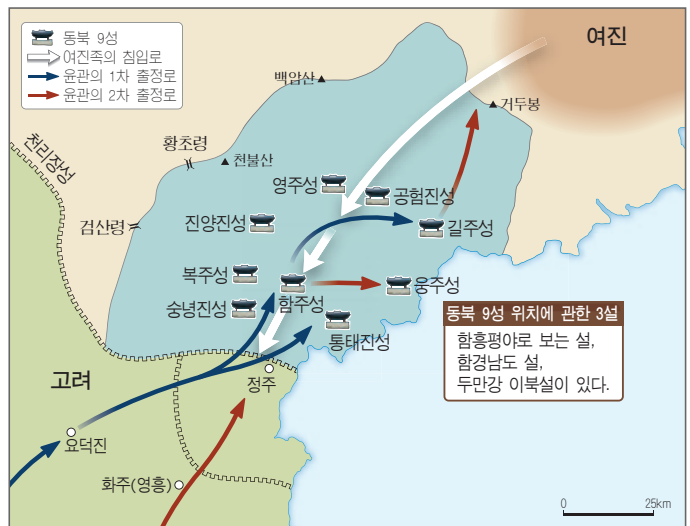 동북 9성
여진족의 침입로
윤관의 1차 출정로
윤관의 2차 출정로
여진
백암산
거두봉
천리장성
황초령
천불산
영주성
공험진성
검산령
진양진성
길주성
복주성
함주성
웅주성
숭녕진성
통태진성
동북 9성 위치에 관한 3설
함흥평야로 보는 설,
함경남도 설,
두만강 이북설이 있다.
고려
정주
요덕진
화주(영흥)
0 25km